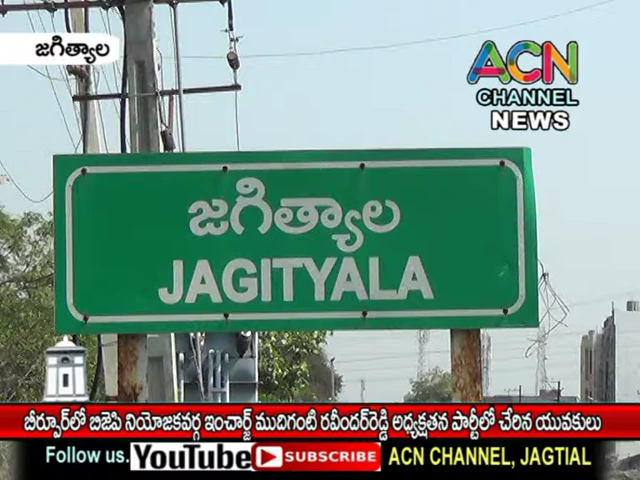 జగిత్యాల
ACN
CHANNEL
NEWS
జగిత్యాల
JAGITYALA
బీర్పూర్‌లో బిజెపి నియోజకవర్గ ఇంచార్జ్ ముదిగంటి రవీందర్‌రెడ్డి అధ్యక్షతన పార్టీలో చేరిన యువకులు
Follow us. YouTube SUBSCRIBE ACN CHANNEL, JAGTIAL